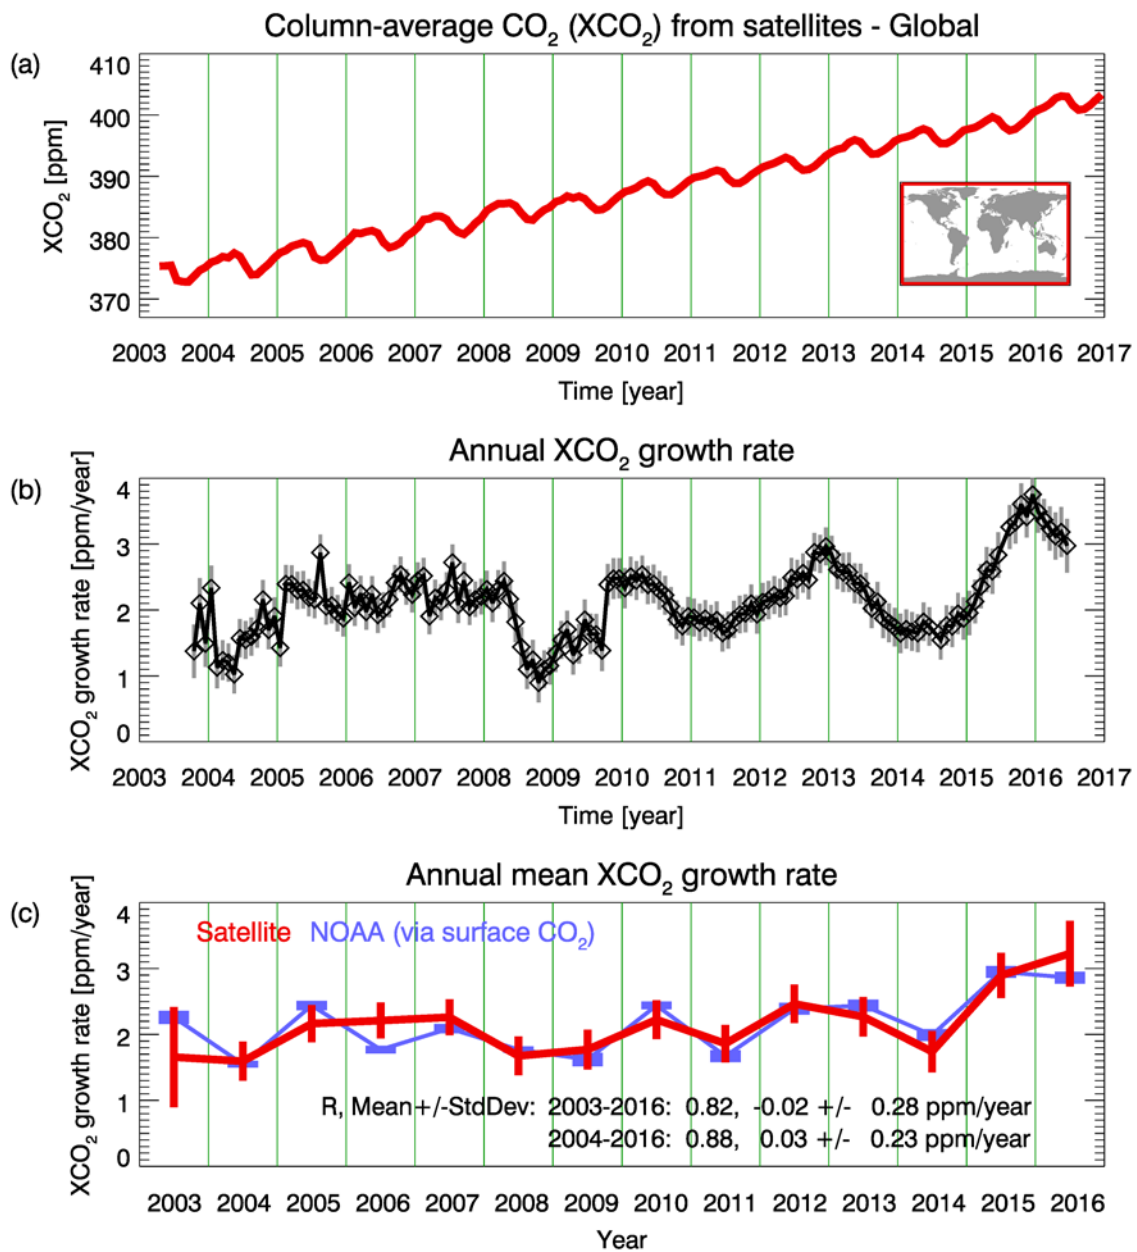 Column-average CO₂ (XCO₂) from satellites - Global
(a)
XCO₂ [ppm]
410
400
390
380
370
2003 2004 2005 2006 2007 2008 2009 2010 2011 2012 2013 2014 2015 2016 2017
Time [year]
Annual XCO₂ growth rate
(b)
XCO₂ growth rate [ppm/year]
4
3
2
1
0
2003 2004 2005 2006 2007 2008 2009 2010 2011 2012 2013 2014 2015 2016 2017
Time [year]
Annual mean XCO₂ growth rate
(c)
XCO₂ growth rate [ppm/year]
4
3
2
1
0
Satellite NOAA (via surface CO₂)
R, Mean+/-StdDev: 2003-2016: 0.82, -0.02 +/- 0.28 ppm/year
2004-2016: 0.88, 0.03 +/- 0.23 ppm/year
2003 2004 2005 2006 2007 2008 2009 2010 2011 2012 2013 2014 2015 2016
Year